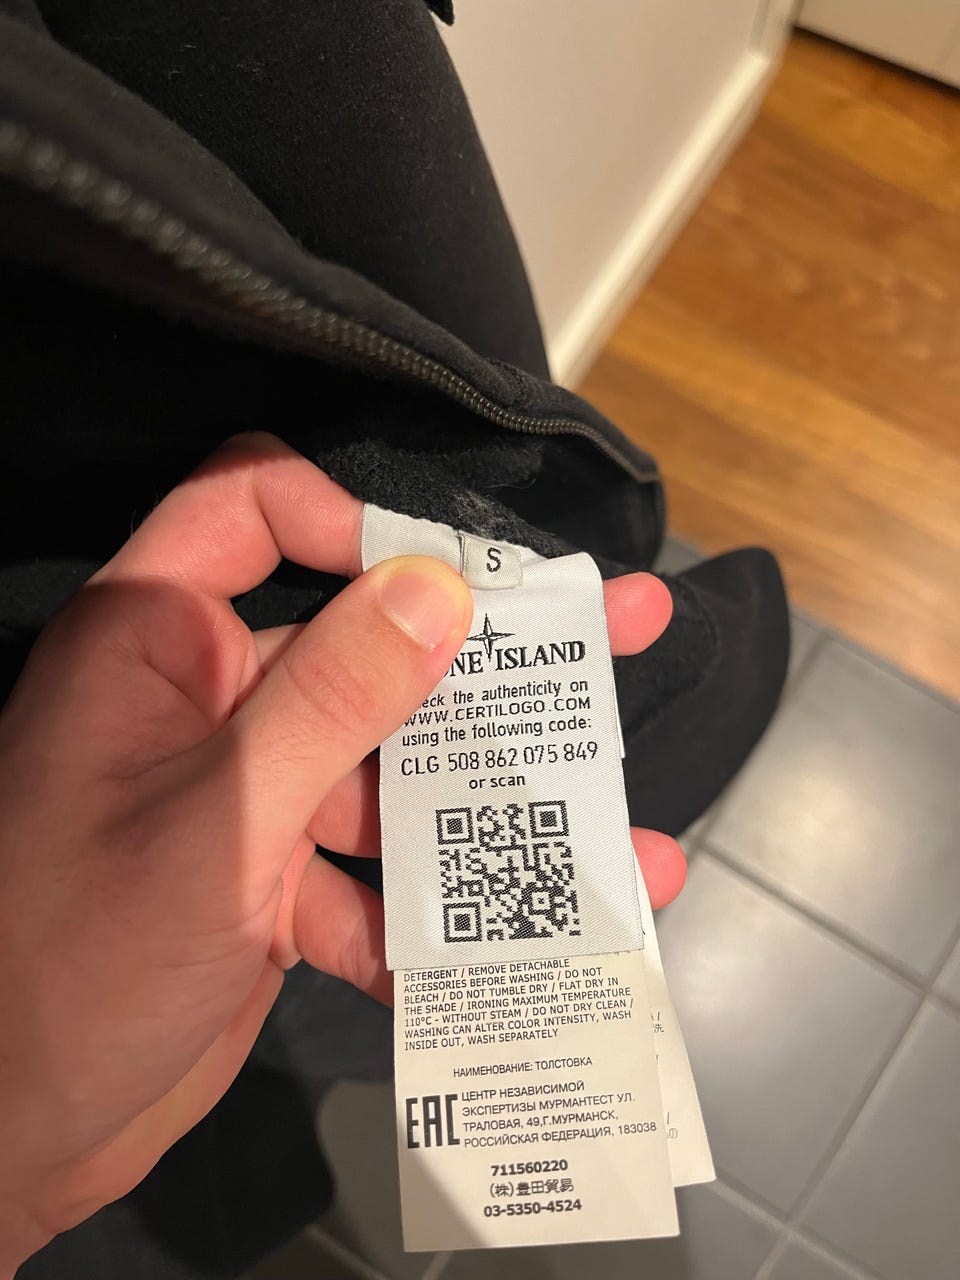 S
ISLAND
the authenticity on
WWW.CERTILOGO.COM
using the following code:
CLG 508 862 075 849
or scan
DETERGENT / REMOVE DETACHABLE
ACCESSORIES BEFORE WASHING / DO NOT
BLEACH / DO NOT TUMBLE DRY / FLAT DRY IN
THE SHADE / IRONING MAXIMUM TEMPERATURE
110°C - WITHOUT STEAM / DO NOT DRY CLEAN /
WASHING CAN ALTER COLOR INTENSITY, WASH
INSIDE OUT, WASH SEPARATELY
НАИМЕНОВАНИЕ: ТОЛСТОВКА
EAC
ЦЕНТР НЕЗАВИСИМОЙ
ЭКСПЕРТИЗЫ МУРМАНТЕСТ УЛ.
ТРАЛОВАЯ, 49,Г.МУРМАНСК,
РОССИЙСКАЯ ФЕДЕРАЦИЯ, 183038
711560220
(株)豊田貿易
03-5350-4524